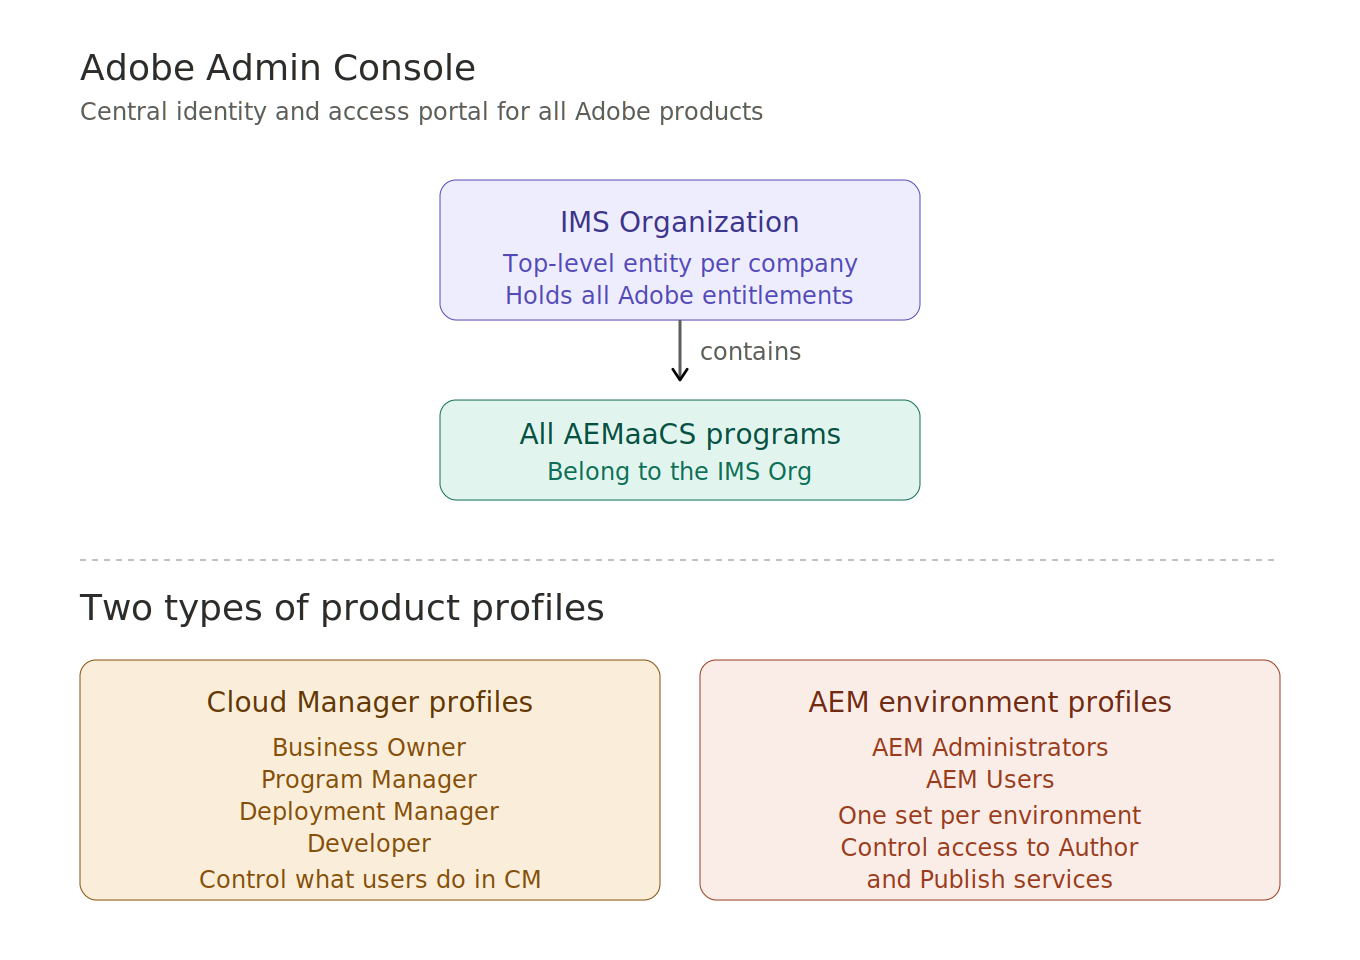 Adobe Admin Console
Central identity and access portal for all Adobe products
IMS Organization
Top-level entity per company
Holds all Adobe entitlements
contains
All AEMaaCS programs
Belong to the IMS Org
Two types of product profiles
Cloud Manager profiles
Business Owner
Program Manager
Deployment Manager
Developer
Control what users do in CM
AEM environment profiles
AEM Administrators
AEM Users
One set per environment
Control access to Author
and Publish services